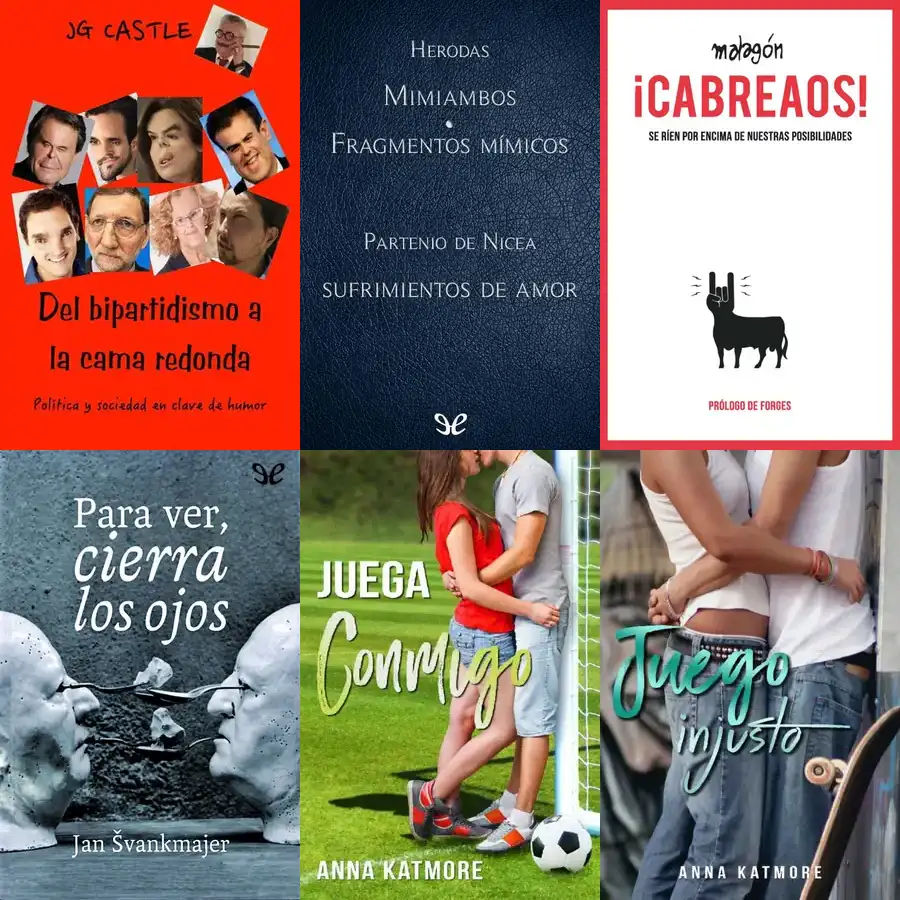 JG CASTLE
Del bipartidismo a
la cama redonda
Política y sociedad en clave de humor
HERODAS
MIMIAMBOS
•
FRAGMENTOS MÍMICOS
PARTENIO DE NICEA
SUFRIMIENTOS DE AMOR
malagón
¡CABREAOS!
SE RÍEN POR ENCIMA DE NUESTRAS POSIBILIDADES
PRÓLOGO DE FORGES
Para ver,
cierra
los ojos
Jan Švankmajer
JUEGA
Conmigo
ANNA KATMORE
Juego
injusto
ANNA KATMORE